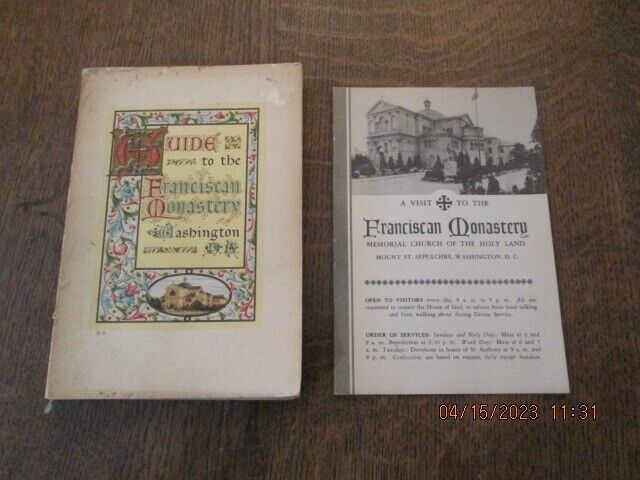 GUIDE
to the
Franciscan
Monastery
Washington
D.C.
A VISIT TO THE
Franciscan Monastery
MEMORIAL CHURCH OF THE HOLY LAND
MOUNT ST. SEPULCHRE, WASHINGTON, D. C.
OPEN TO VISITORS every day, 8 a. m. to 5 p. m. All are
requested to respect the House of God, to refrain from loud talking
and from walking about during Divine Service.
ORDER OF SERVICES: Sundays and Holy Days: Mass at 6 and
9 a. m. Benediction at 3:30 p. m. Week Days: Mass at 6 and 7
a. m. Tuesdays: Devotions in honor of St. Anthony at 9 a. m. and
8 p. m. Confessions are heard on request, daily except Sundays.
04/15/2023 11:31